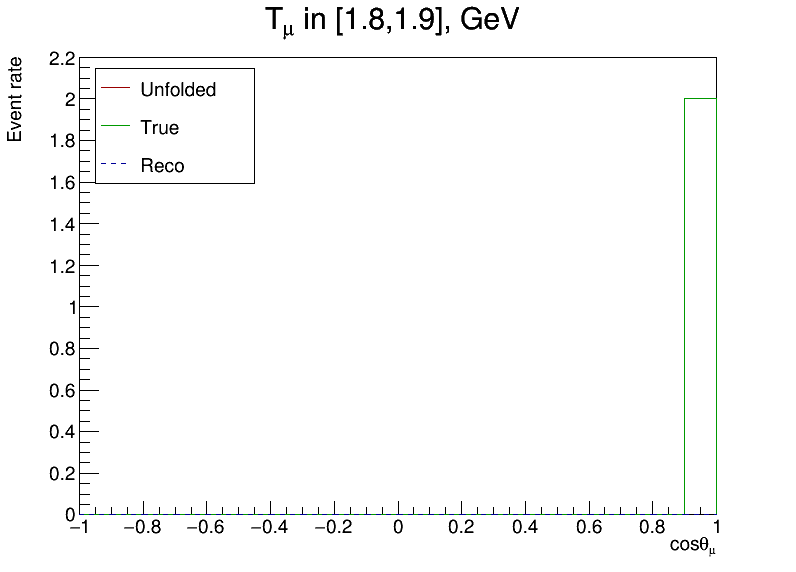 T_μ in [1.8,1.9], GeV
Event rate
2.2
2
1.8
1.6
1.4
1.2
1
0.8
0.6
0.4
0.2
0
Unfolded
True
Reco
−1 −0.8 −0.6 −0.4 −0.2 0 0.2 0.4 0.6 0.8 1
cosθ_μ